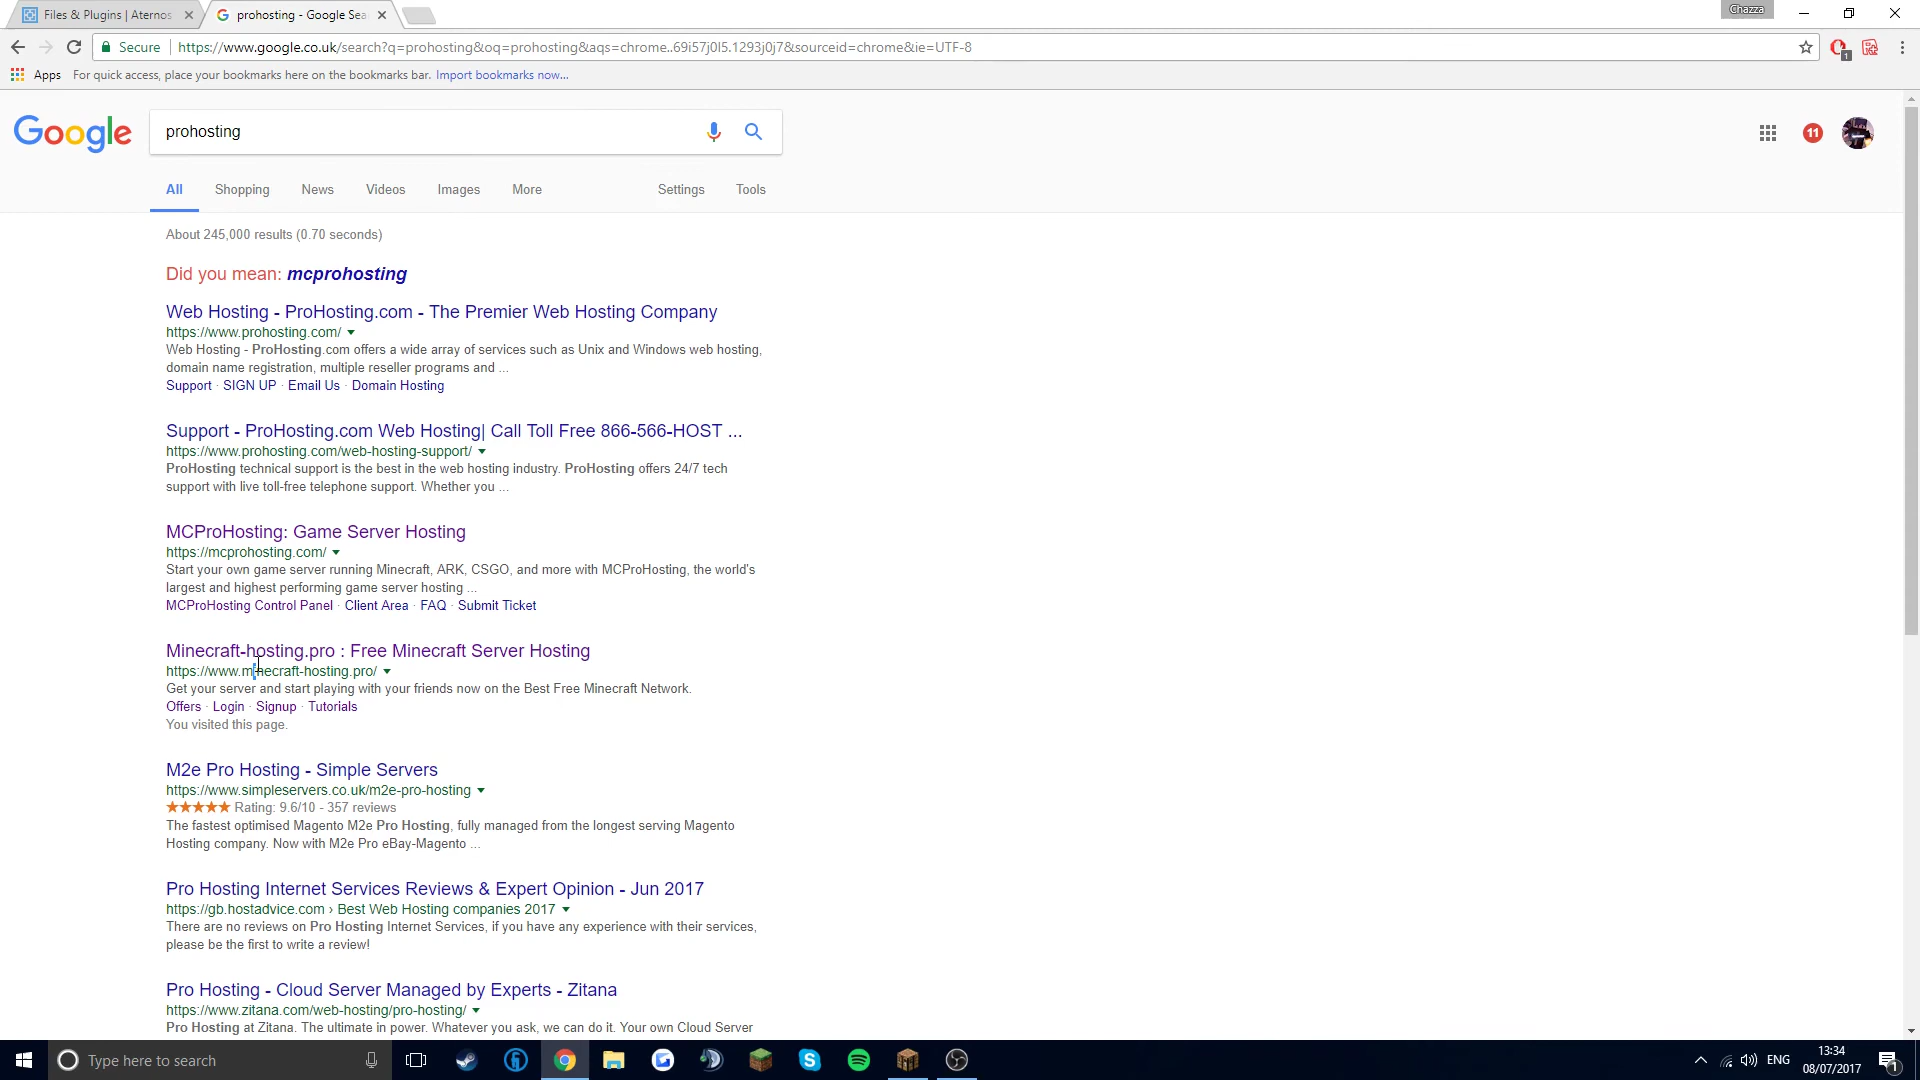 Files & Plugins | Aternos
prohosting - Google Sea
Chazza
Secure
https://www.google.co.uk/search?q=prohosting&oq=prohosting&aqs=chrome..69i57j0l5.1293j0j7&sourceid=chrome&ie=UTF-8
1
Apps
For quick access, place your bookmarks here on the bookmarks bar. Import bookmarks now...
Google
prohosting
11
All
Shopping
News
Videos
Images
More
Settings
Tools
About 245,000 results (0.70 seconds)
Did you mean: mcprohosting
Web Hosting - ProHosting.com - The Premier Web Hosting Company
https://www.prohosting.com/
Web Hosting - ProHosting.com offers a wide array of services such as Unix and Windows web hosting,
domain name registration, multiple reseller programs and ...
Support · SIGN UP · Email Us · Domain Hosting
Support - ProHosting.com Web Hosting| Call Toll Free 866-566-HOST ...
https://www.prohosting.com/web-hosting-support/
ProHosting technical support is the best in the web hosting industry. ProHosting offers 24/7 tech
support with live toll-free telephone support. Whether you ...
MCProHosting: Game Server Hosting
https://mcprohosting.com/
Start your own game server running Minecraft, ARK, CSGO, and more with MCProHosting, the world's
largest and highest performing game server hosting ...
MCProHosting Control Panel · Client Area · FAQ · Submit Ticket
Minecraft-hosting.pro : Free Minecraft Server Hosting
https://www.minecraft-hosting.pro/
Get your server and start playing with your friends now on the Best Free Minecraft Network.
Offers · Login · Signup · Tutorials
You visited this page.
M2e Pro Hosting - Simple Servers
https://www.simpleservers.co.uk/m2e-pro-hosting
Rating: 9.6/10 - 357 reviews
The fastest optimised Magento M2e Pro Hosting, fully managed from the longest serving Magento
Hosting company. Now with M2e Pro eBay-Magento ...
Pro Hosting Internet Services Reviews & Expert Opinion - Jun 2017
https://gb.hostadvice.com › Best Web Hosting companies 2017
There are no reviews on Pro Hosting Internet Services, if you have any experience with their services,
please be the first to write a review!
Pro Hosting - Cloud Server Managed by Experts - Zitana
https://www.zitana.com/web-hosting/pro-hosting/
Pro Hosting at Zitana. The ultimate in power. Whatever you ask, we can do it. Your own Cloud Server
Type here to search
ENG
13:34
08/07/2017
1